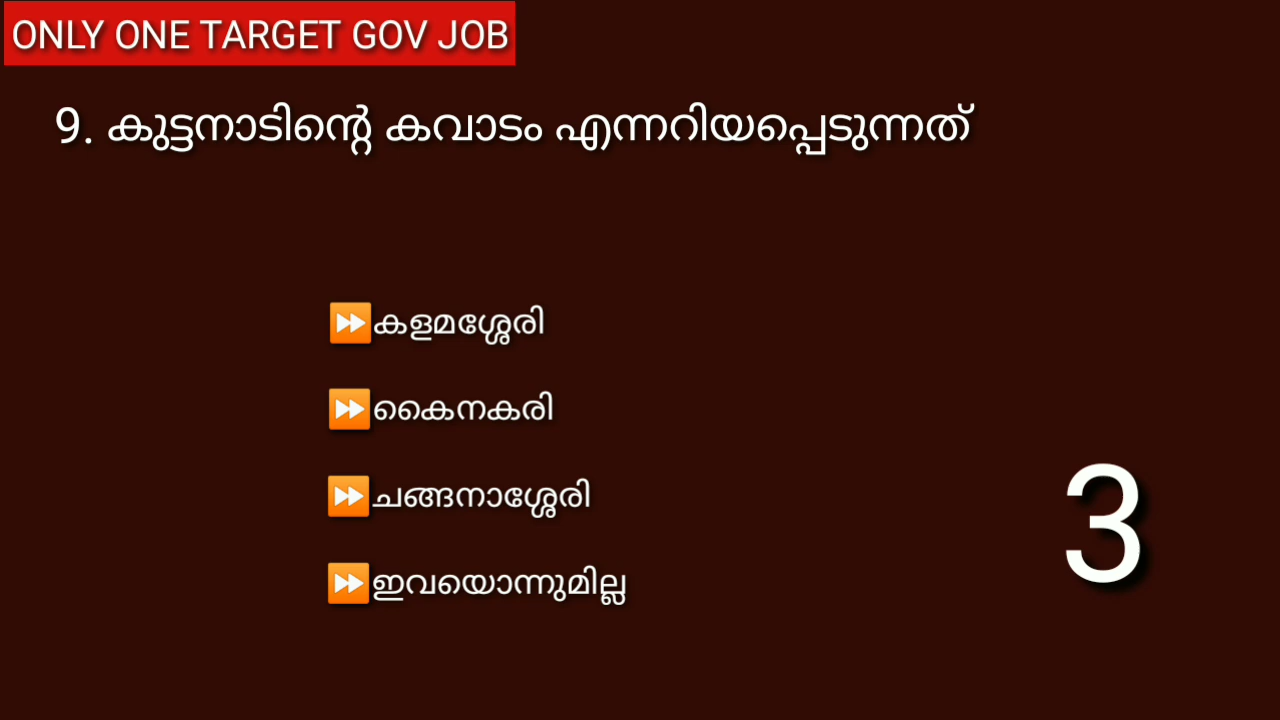 ONLY ONE TARGET GOV JOB
9. കുട്ടനാടിന്റെ കവാടം എന്നറിയപ്പെടുന്നത്
⏩കളമശ്ശേരി
⏩കൈനകരി
⏩ചങ്ങനാശ്ശേരി
3
⏩ഇവയൊന്നുമില്ല